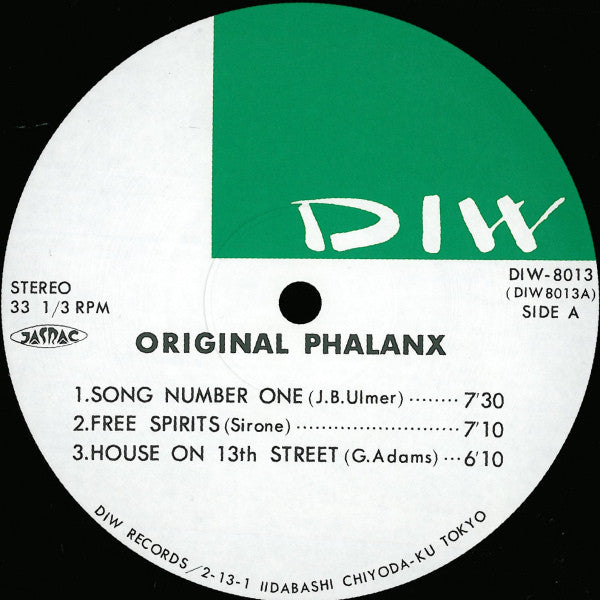 DIW
STEREO
33 1/3 RPM
JASRAC
DIW-8013
(DIW8013A)
SIDE A
ORIGINAL PHALANX
1.SONG NUMBER ONE (J.B.Ulmer) ········ 7'30
2.FREE SPIRITS (Sirone) ························ 7'10
3.HOUSE ON 13th STREET (G.Adams) ··· 6'10
DIW RECORDS/2-13-1 IIDABASHI CHIYODA-KU TOKYO